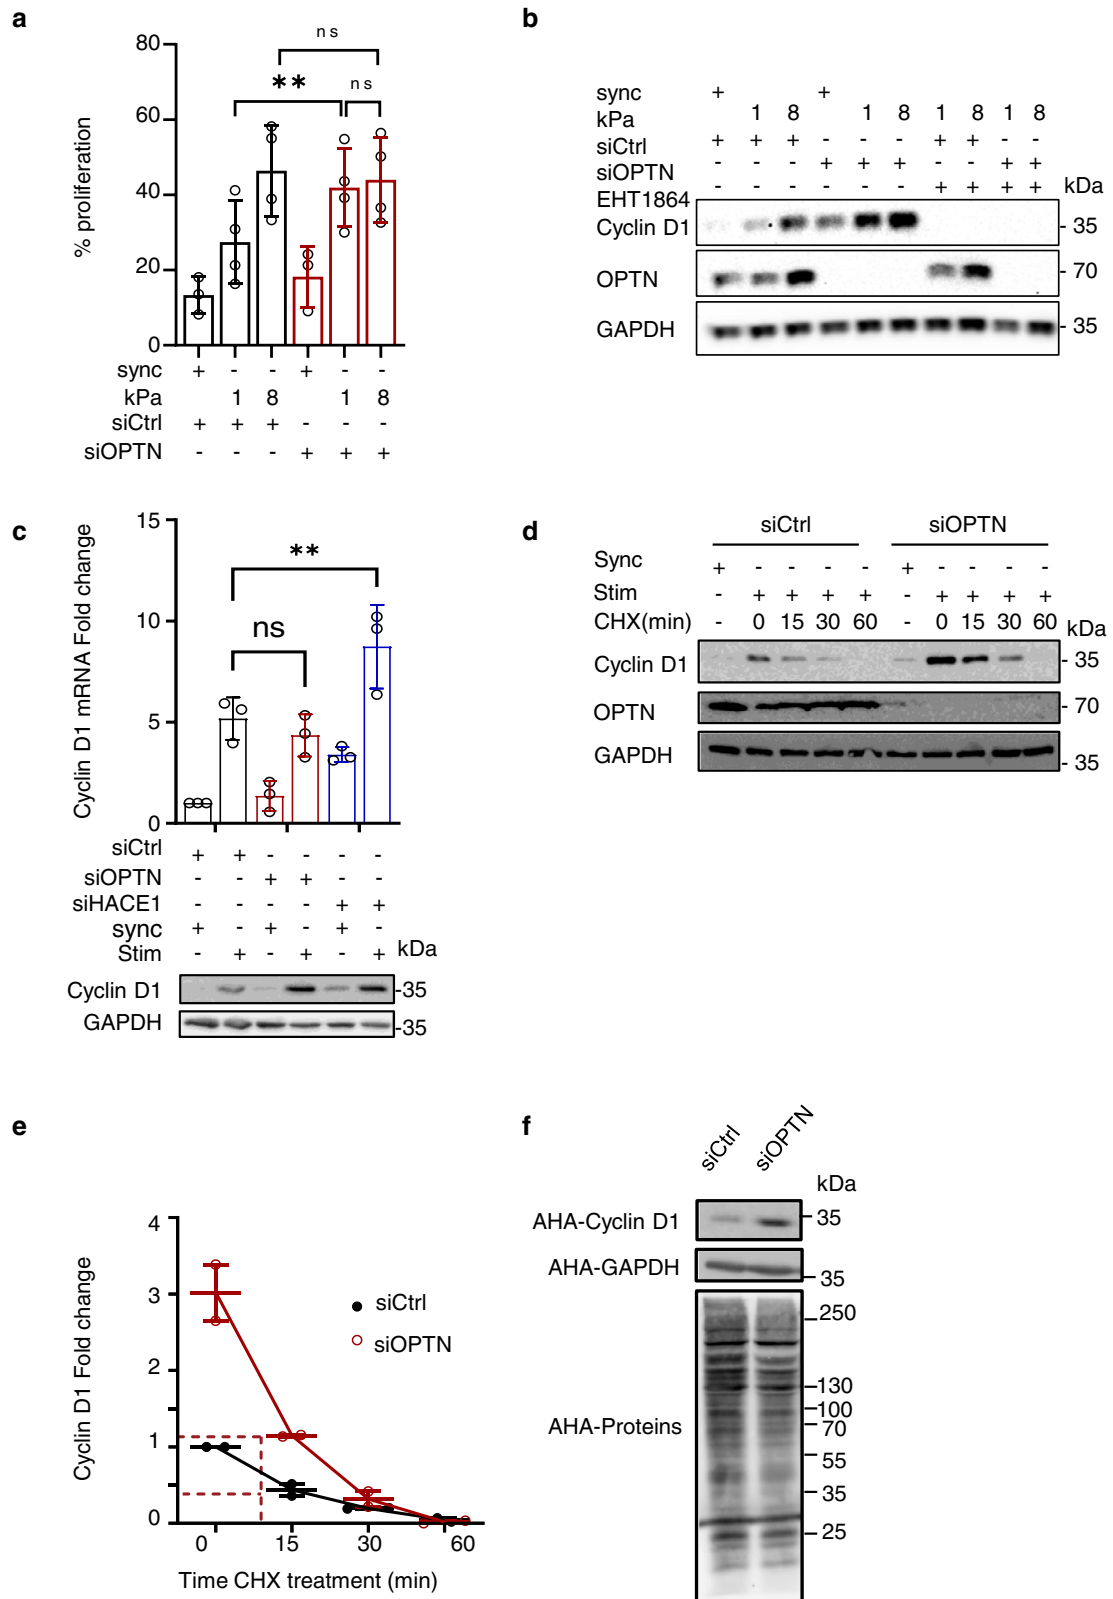 a
80
60
40
20
0
% proliferation
n s
**
n s
sync + - - + - -
kPa 1 8 1 8
siCtrl + + + - - -
siOPTN - - - + + +
b
sync + +
kPa 1 8 1 8 1 8 1 8
siCtrl + + + - - - + + - -
siOPTN - - - + + + - - + +
EHT1864 - - - - - - + + + +
kDa
Cyclin D1 - 35
OPTN - 70
GAPDH - 35
c
15
10
5
0
Cyclin D1 mRNA Fold change
**
ns
siCtrl + + - - - -
siOPTN - - + + - -
siHACE1 - - - - + +
sync + - + - + -
Stim - + - + - +
kDa
Cyclin D1 -35
GAPDH -35
d
siCtrl siOPTN
Sync + - - - - + - - - -
Stim - + + + + - + + + +
CHX(min) - 0 15 30 60 - 0 15 30 60
kDa
Cyclin D1 - 35
OPTN - 70
GAPDH - 35
e
4
3
2
1
0
Cyclin D1 Fold change
siCtrl
siOPTN
0 15 30 60
Time CHX treatment (min)
f
siCtrl siOPTN
kDa
AHA-Cyclin D1 35
AHA-GAPDH 35
AHA-Proteins
250
130
100
70
55
35
25